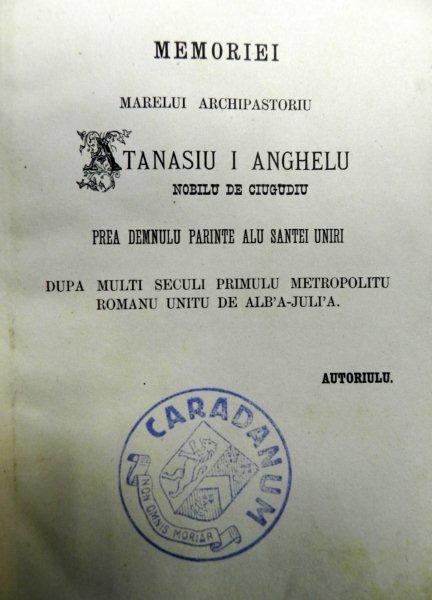 MEMORIEI
MARELUI ARCHIPASTORIU
ATANASIU I ANGHELU
NOBILU DE CIUGUDIU
PREA DEMNULU PARINTE ALU SANTEI UNIRI
DUPA MULTI SECULI PRIMULU METROPOLITU
ROMANU UNITU DE ALB'A-JULI'A.
AUTORIULU.
CARADANUM
NON OMNIS MORIAR